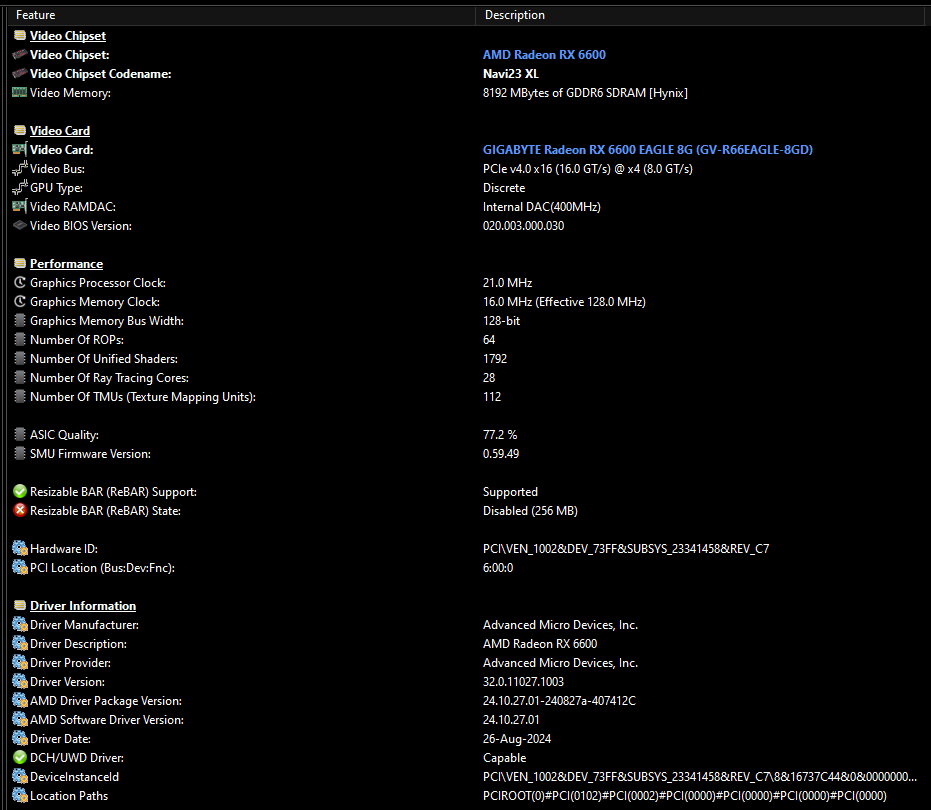 Feature Description
Video Chipset
Video Chipset: AMD Radeon RX 6600
Video Chipset Codename: Navi23 XL
Video Memory: 8192 MBytes of GDDR6 SDRAM [Hynix]
Video Card
Video Card: GIGABYTE Radeon RX 6600 EAGLE 8G (GV-R66EAGLE-8GD)
Video Bus: PCIe v4.0 x16 (16.0 GT/s) @ x4 (8.0 GT/s)
GPU Type: Discrete
Video RAMDAC: Internal DAC(400MHz)
Video BIOS Version: 020.003.000.030
Performance
Graphics Processor Clock: 21.0 MHz
Graphics Memory Clock: 16.0 MHz (Effective 128.0 MHz)
Graphics Memory Bus Width: 128-bit
Number Of ROPs: 64
Number Of Unified Shaders: 1792
Number Of Ray Tracing Cores: 28
Number Of TMUs (Texture Mapping Units): 112
ASIC Quality: 77.2 %
SMU Firmware Version: 0.59.49
Resizable BAR (ReBAR) Support: Supported
Resizable BAR (ReBAR) State: Disabled (256 MB)
Hardware ID: PCI\VEN_1002&DEV_73FF&SUBSYS_23341458&REV_C7
PCI Location (Bus:Dev:Fnc): 6:00:0
Driver Information
Driver Manufacturer: Advanced Micro Devices, Inc.
Driver Description: AMD Radeon RX 6600
Driver Provider: Advanced Micro Devices, Inc.
Driver Version: 32.0.11027.1003
AMD Driver Package Version: 24.10.27.01-240827a-407412C
AMD Software Driver Version: 24.10.27.01
Driver Date: 26-Aug-2024
DCH/UWD Driver: Capable
DeviceInstanceId PCI\VEN_1002&DEV_73FF&SUBSYS_23341458&REV_C7\8&16737C44&0&0000000...
Location Paths PCIROOT(0)#PCI(0102)#PCI(0002)#PCI(0000)#PCI(0000)#PCI(0000)#PCI(0000)